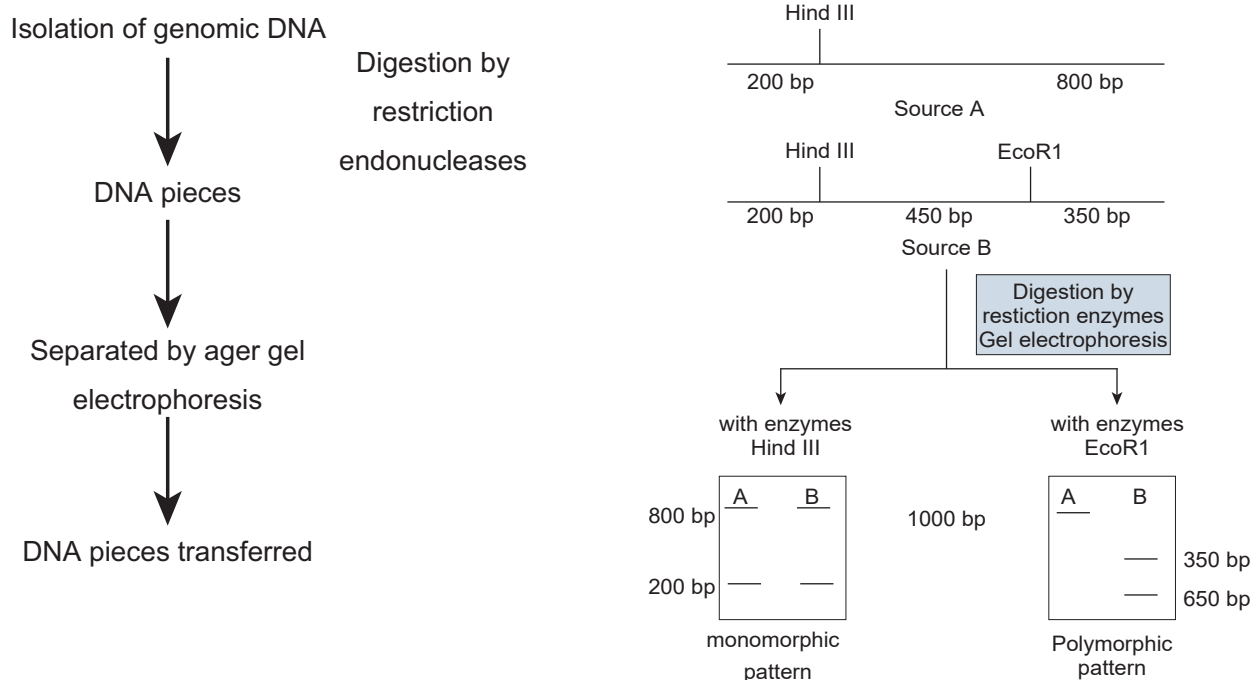 Isolation of genomic DNA
Digestion by
restriction
endonucleases
DNA pieces
Separated by ager gel
electrophoresis
DNA pieces transferred
Hind III
200 bp
800 bp
Source A
Hind III
EcoR1
200 bp
450 bp
350 bp
Source B
Digestion by
restiction enzymes
Gel electrophoresis
with enzymes
Hind III
with enzymes
EcoR1
A
B
800 bp
200 bp
monomorphic
pattern
1000 bp
A
B
350 bp
650 bp
Polymorphic
pattern